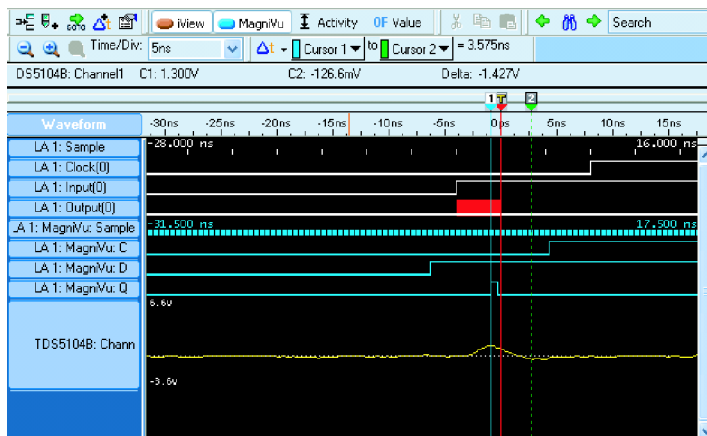 iView MagniVu Activity 0F Value Search
Time/Div: 5ns Cursor 1 to Cursor 2 = 3.575ns
DS5104B: Channel1 C1: 1.300V C2: -126.6mV Delta: -1.427V
1 T 2
Waveform -30ns -25ns -20ns -15ns -10ns -5ns 0ps 5ns 10ns 15ns
LA 1: Sample -28.000 ns 16.000 ns
LA 1: Clock(0)
LA 1: Input(0)
LA 1: Output(0)
A 1: MagniVu: Sample -31.500 ns 17.500 ns
LA 1: MagniVu: C
LA 1: MagniVu: D
LA 1: MagniVu: Q
6.6V
TDS5104B: Chann
-3.6V